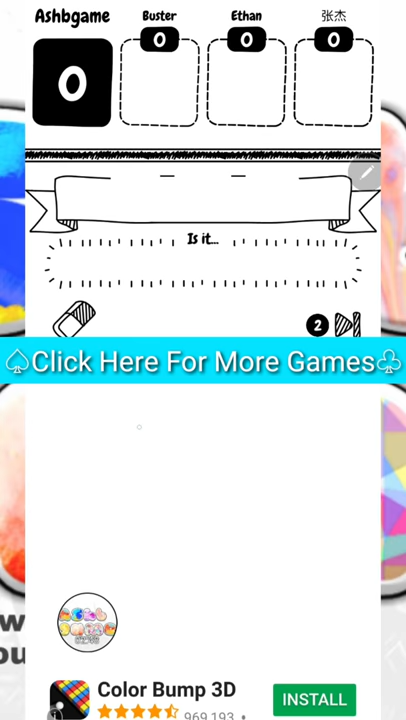 Ashbgame
Buster
Ethan
张杰
0
0
0
0
Is it...
2
♤Click Here For More Games♧
w
ou
Color Bump 3D
969,193 •
INSTALL